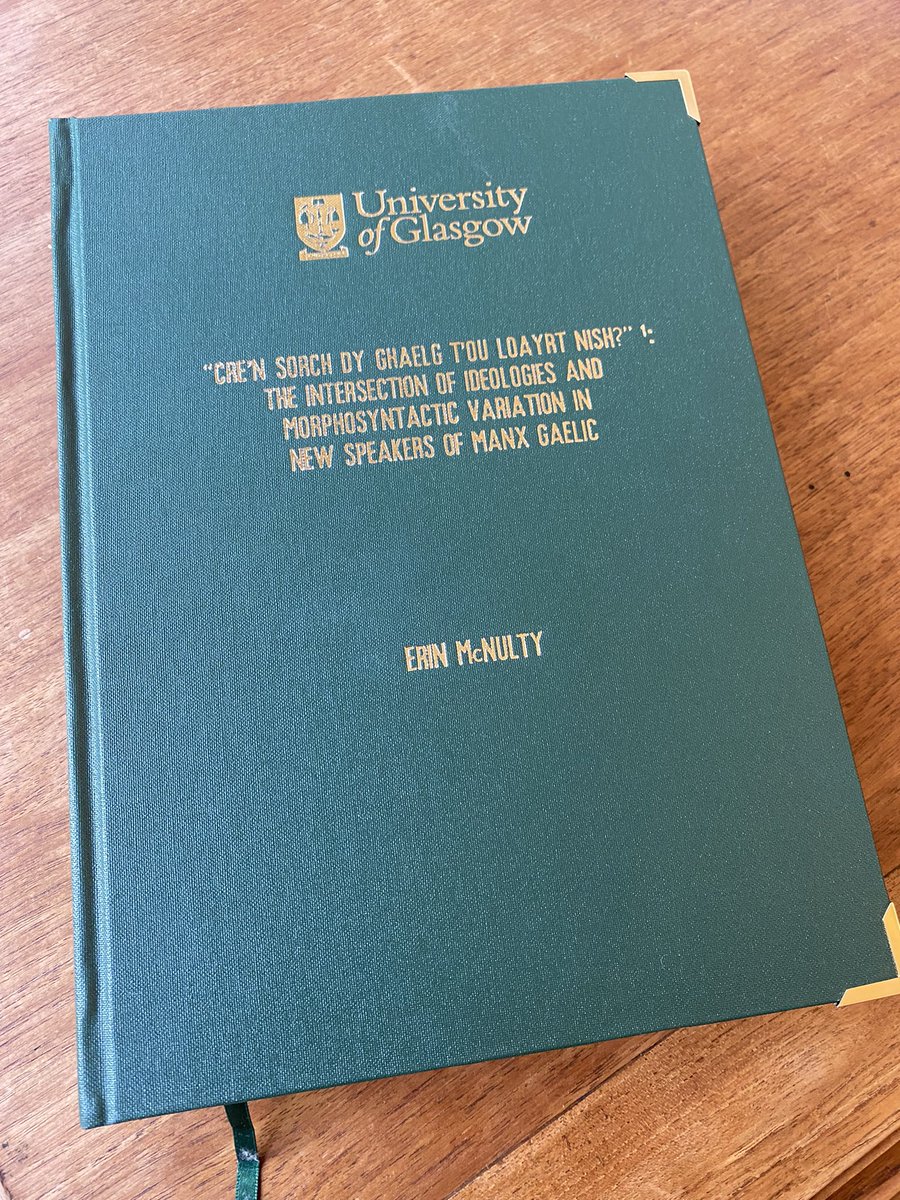 University
of Glasgow
"CRE'N SORCH DY GHAELG T'OU LOAYRT NISH?" ¹:
THE INTERSECTION OF IDEOLOGIES AND
MORPHOSYNTACTIC VARIATION IN
NEW SPEAKERS OF MANX GAELIC
ERIN McNULTY